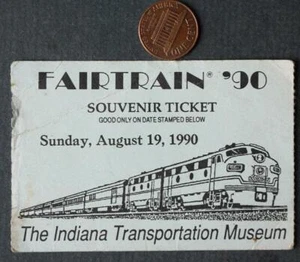 FAIRTRAIN® '90
SOUVENIR TICKET
GOOD ONLY ON DATE STAMPED BELOW
Sunday, August 19, 1990
The Indiana Transportation Museum